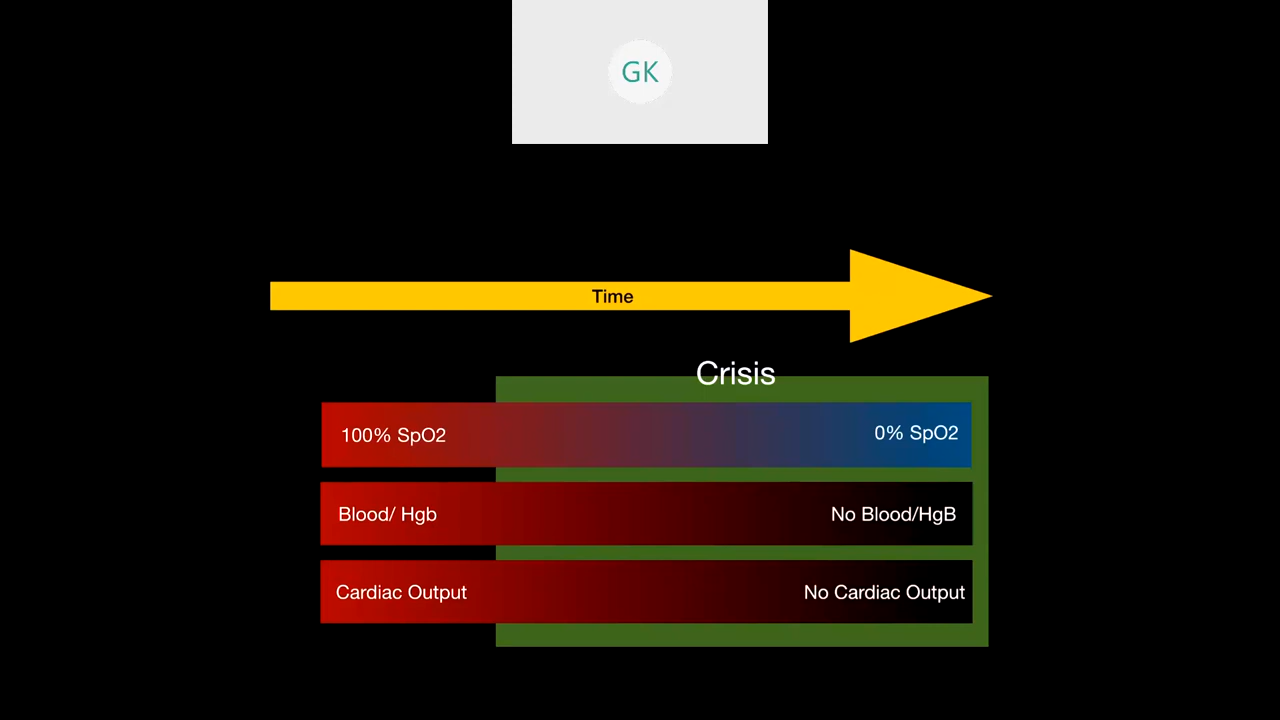 GK
Time
Crisis
100% SpO2
0% SpO2
Blood/ Hgb
No Blood/HgB
Cardiac Output
No Cardiac Output